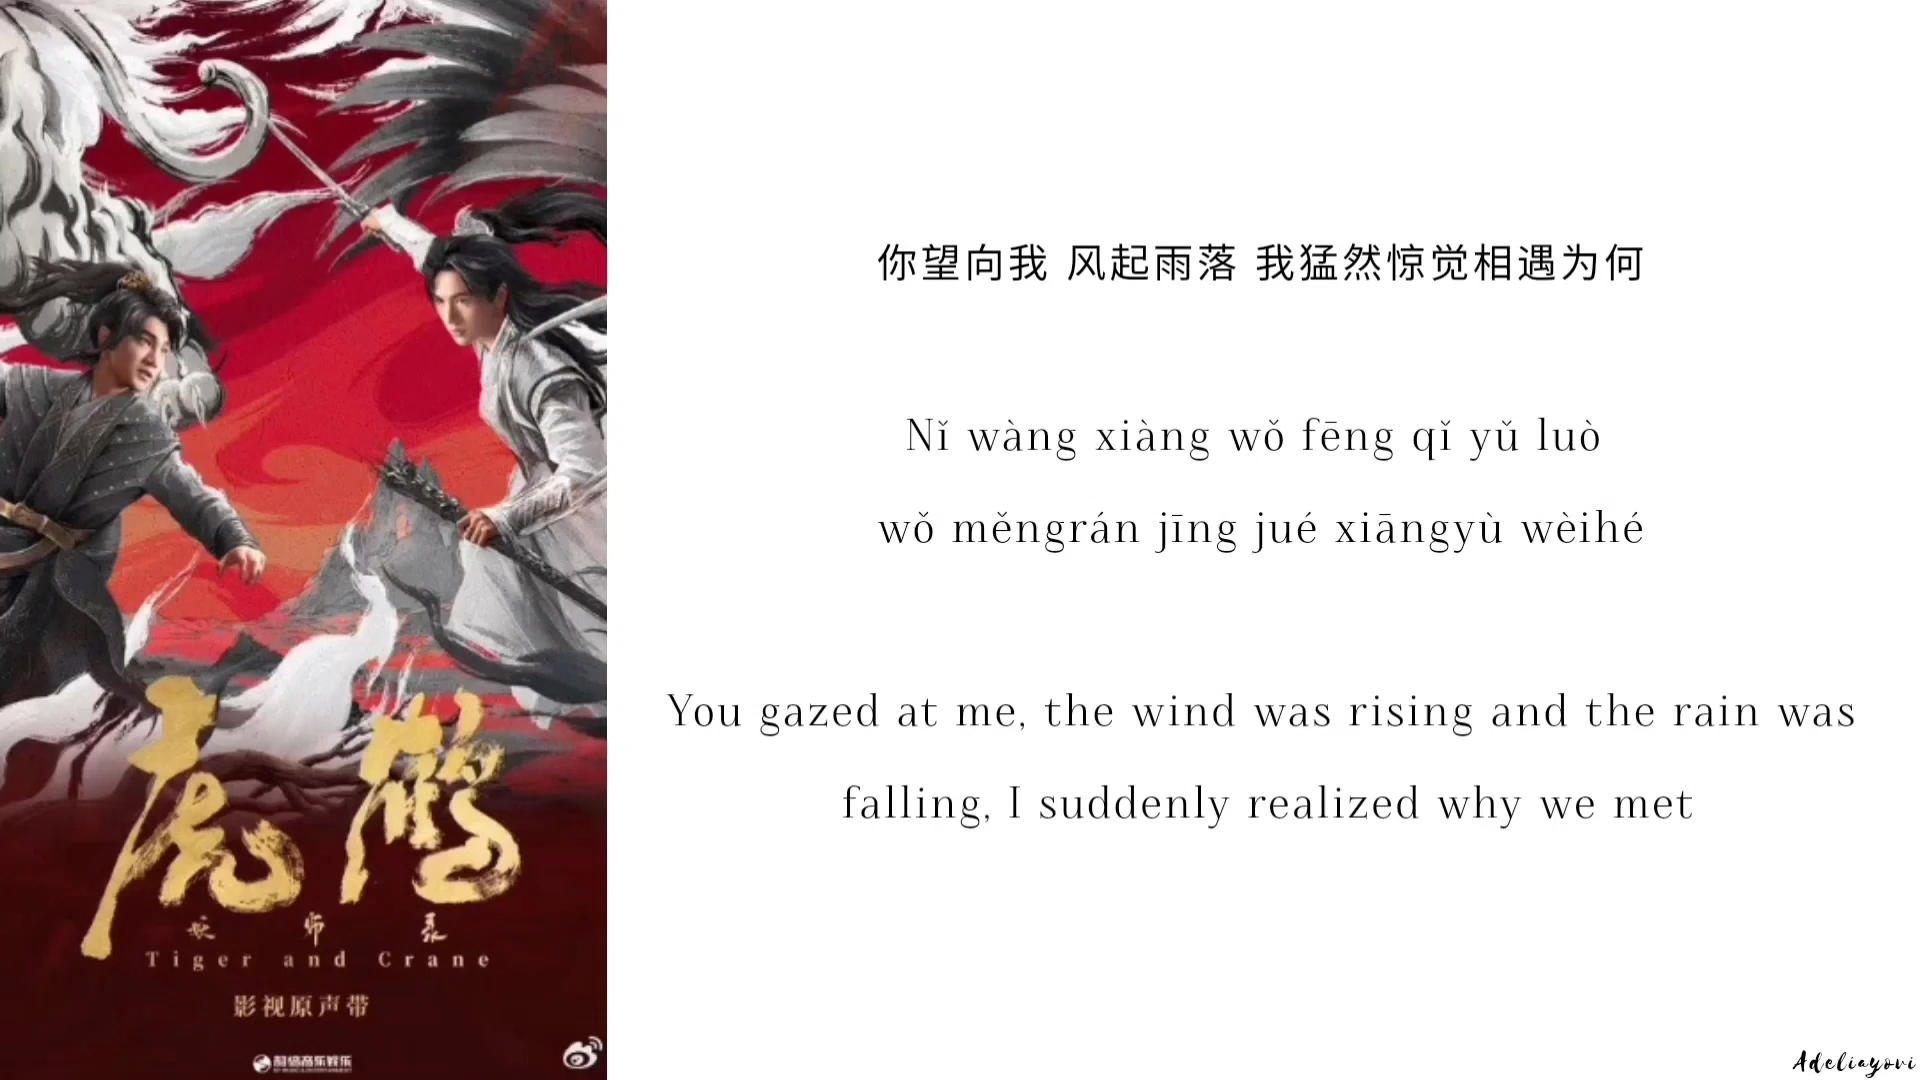 虎鹤
妖师录
Tiger and Crane
影视原声带
你望向我 风起雨落 我猛然惊觉相遇为何
Nǐ wàng xiàng wǒ fēng qǐ yǔ luò
wǒ měngrán jīng jué xiāngyù wèihé
You gazed at me, the wind was rising and the rain was
falling, I suddenly realized why we met
Adeliayovi